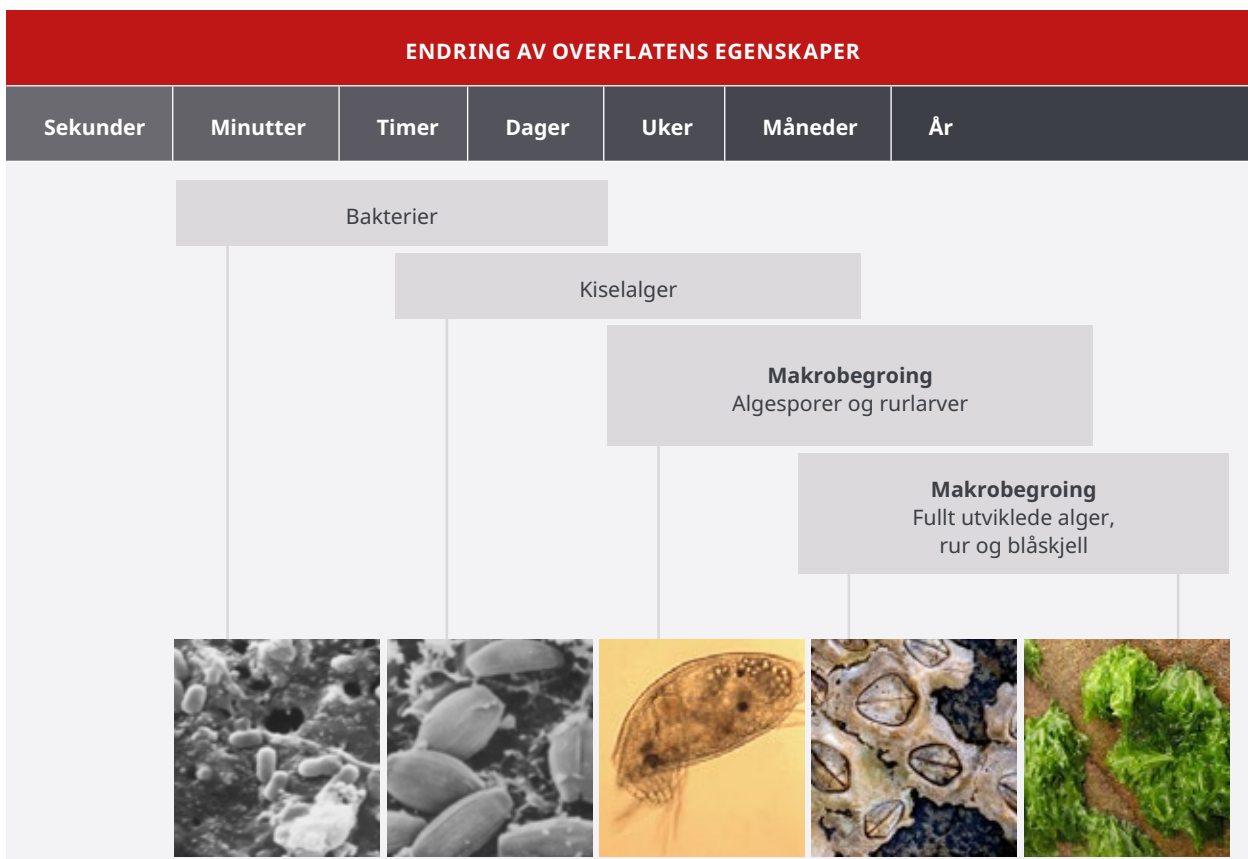 ENDRING AV OVERFLATENS EGENSKAPER
Sekunder Minutter Timer Dager Uker Måneder År
Bakterier
Kiselalger
Makrobegroing
Algesporer og rurlarver
Makrobegroing
Fullt utviklede alger,
rur og blåskjell